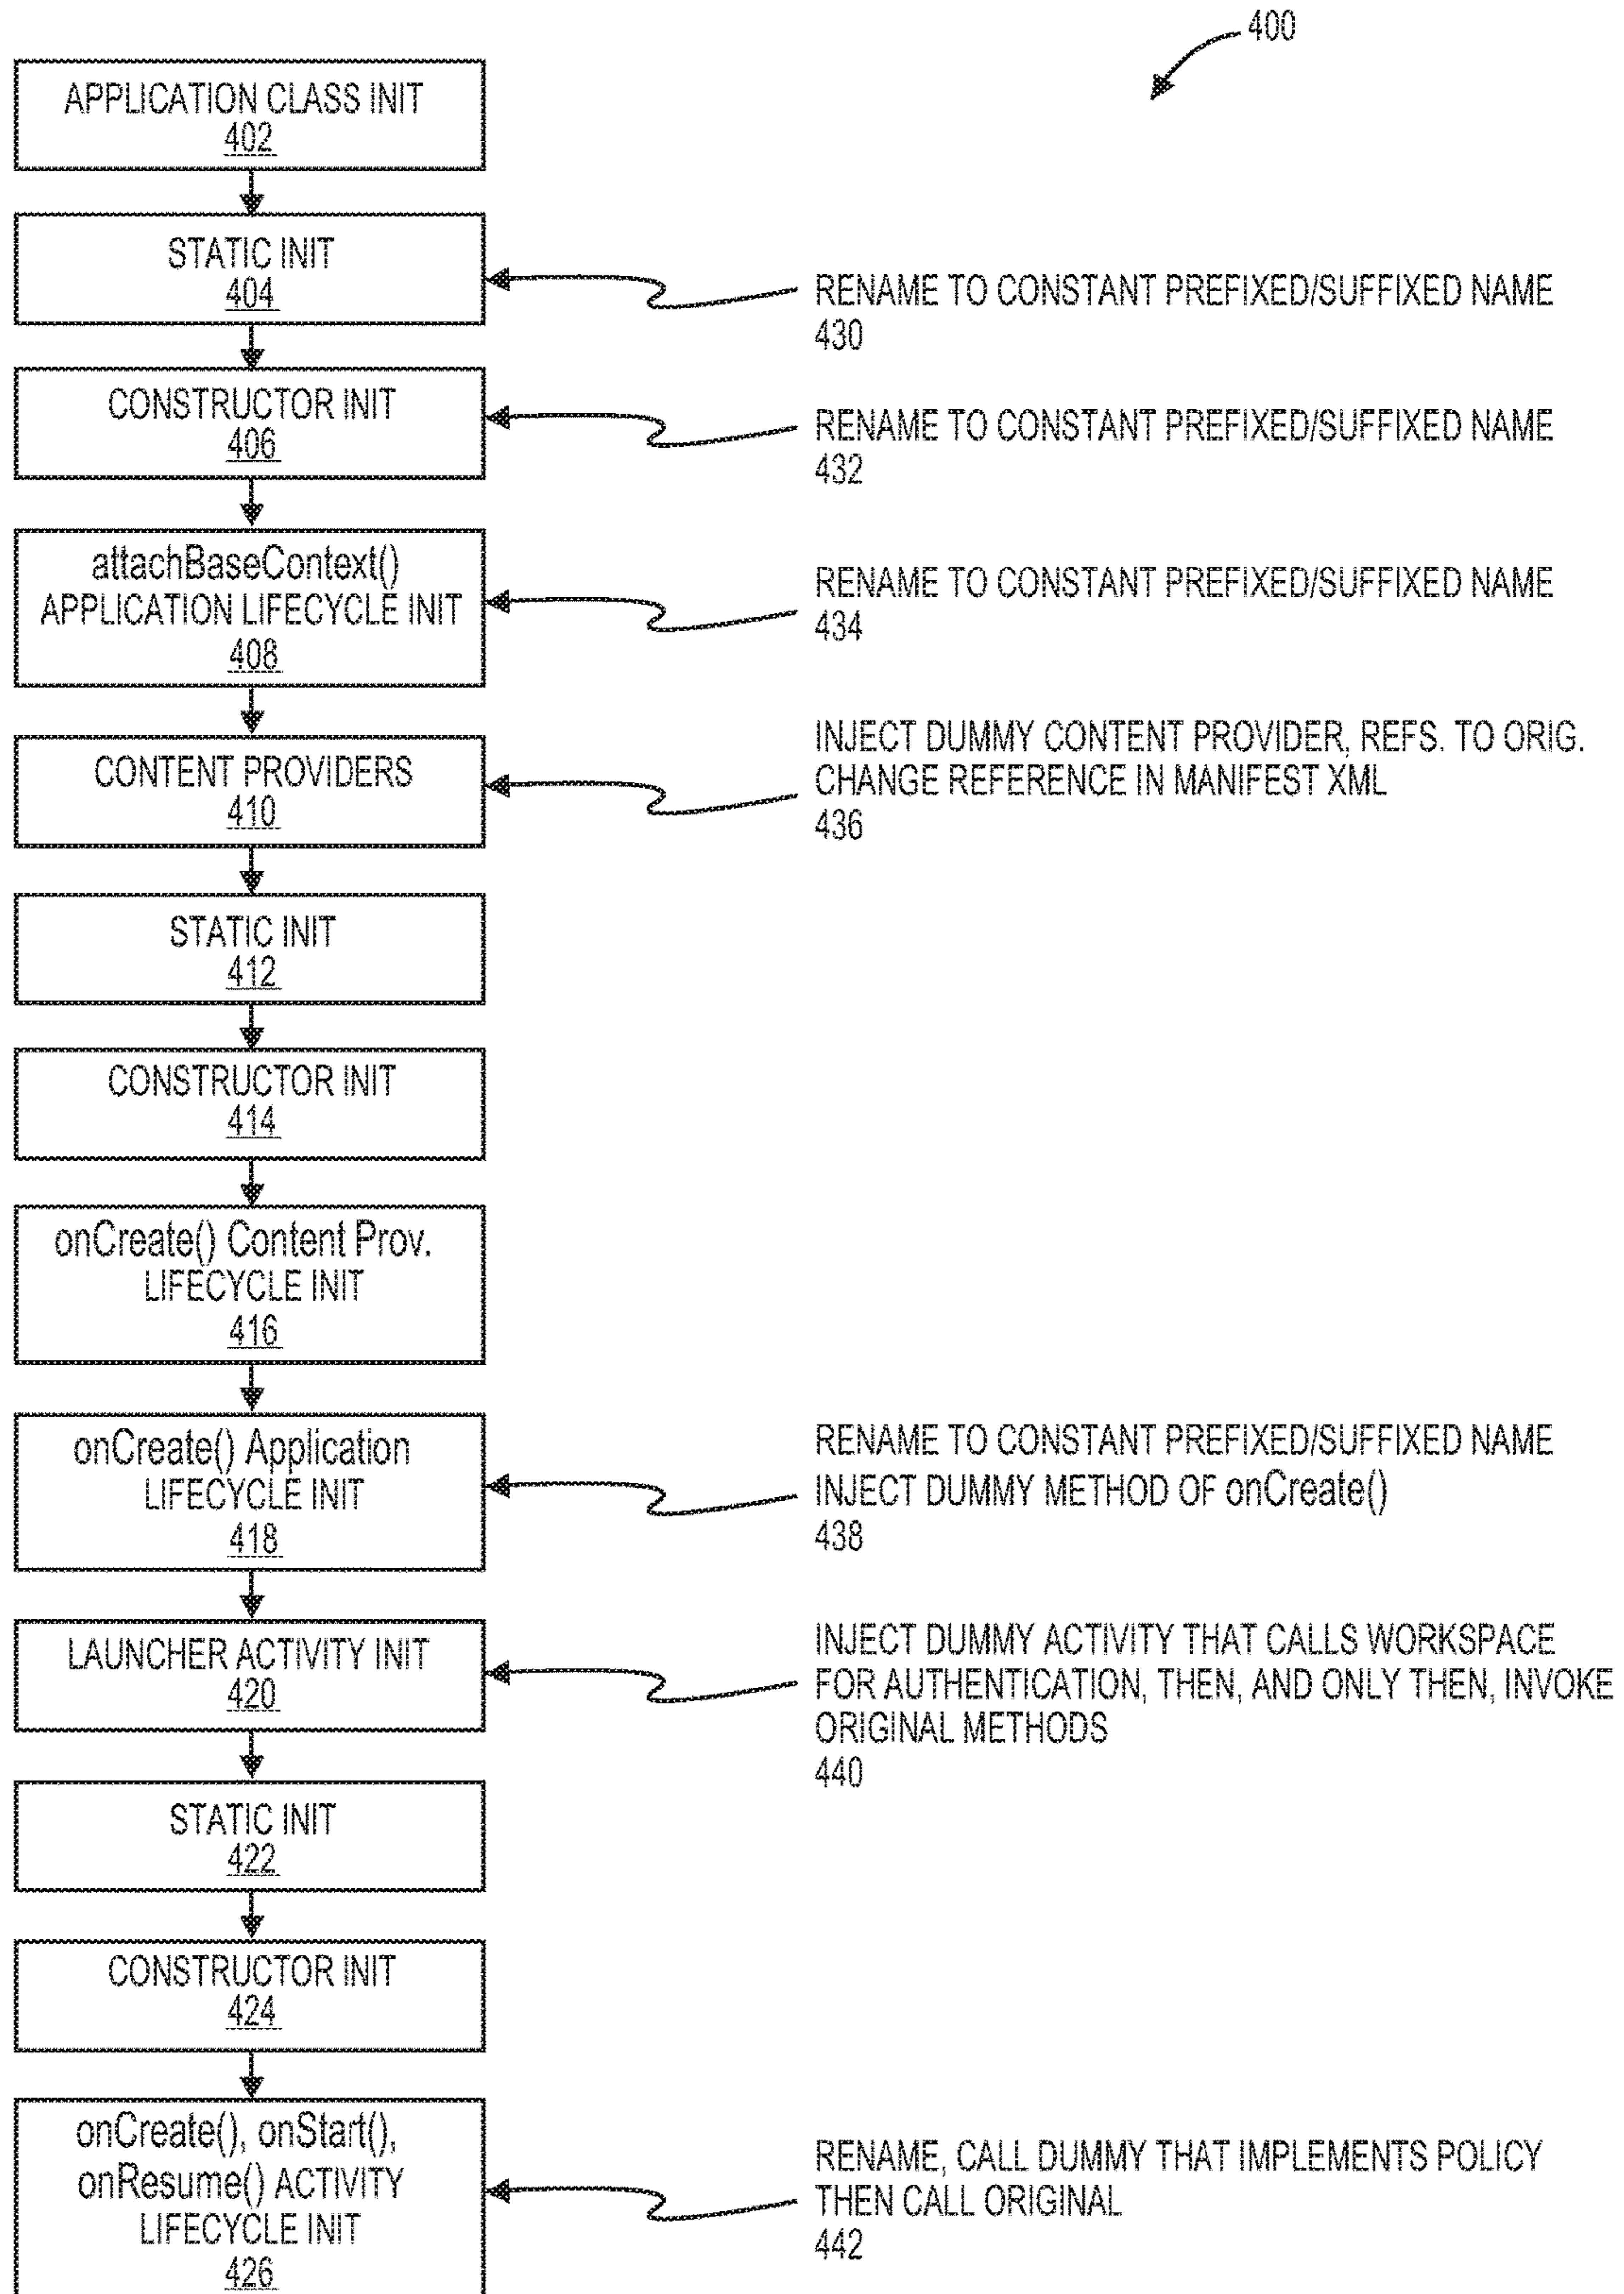 400
APPLICATION CLASS INIT
402
STATIC INIT
404
RENAME TO CONSTANT PREFIXED/SUFFIXED NAME
430
CONSTRUCTOR INIT
406
RENAME TO CONSTANT PREFIXED/SUFFIXED NAME
432
attachBaseContext()
APPLICATION LIFECYCLE INIT
408
RENAME TO CONSTANT PREFIXED/SUFFIXED NAME
434
CONTENT PROVIDERS
410
INJECT DUMMY CONTENT PROVIDER, REFS. TO ORIG.
CHANGE REFERENCE IN MANIFEST XML
436
STATIC INIT
412
CONSTRUCTOR INIT
414
onCreate() Content Prov.
LIFECYCLE INIT
416
onCreate() Application
LIFECYCLE INIT
418
RENAME TO CONSTANT PREFIXED/SUFFIXED NAME
INJECT DUMMY METHOD OF onCreate()
438
LAUNCHER ACTIVITY INIT
420
INJECT DUMMY ACTIVITY THAT CALLS WORKSPACE
FOR AUTHENTICATION, THEN, AND ONLY THEN, INVOKE
ORIGINAL METHODS
440
STATIC INIT
422
CONSTRUCTOR INIT
424
onCreate(), onStart(),
onResume() ACTIVITY
LIFECYCLE INIT
426
RENAME, CALL DUMMY THAT IMPLEMENTS POLICY
THEN CALL ORIGINAL
442